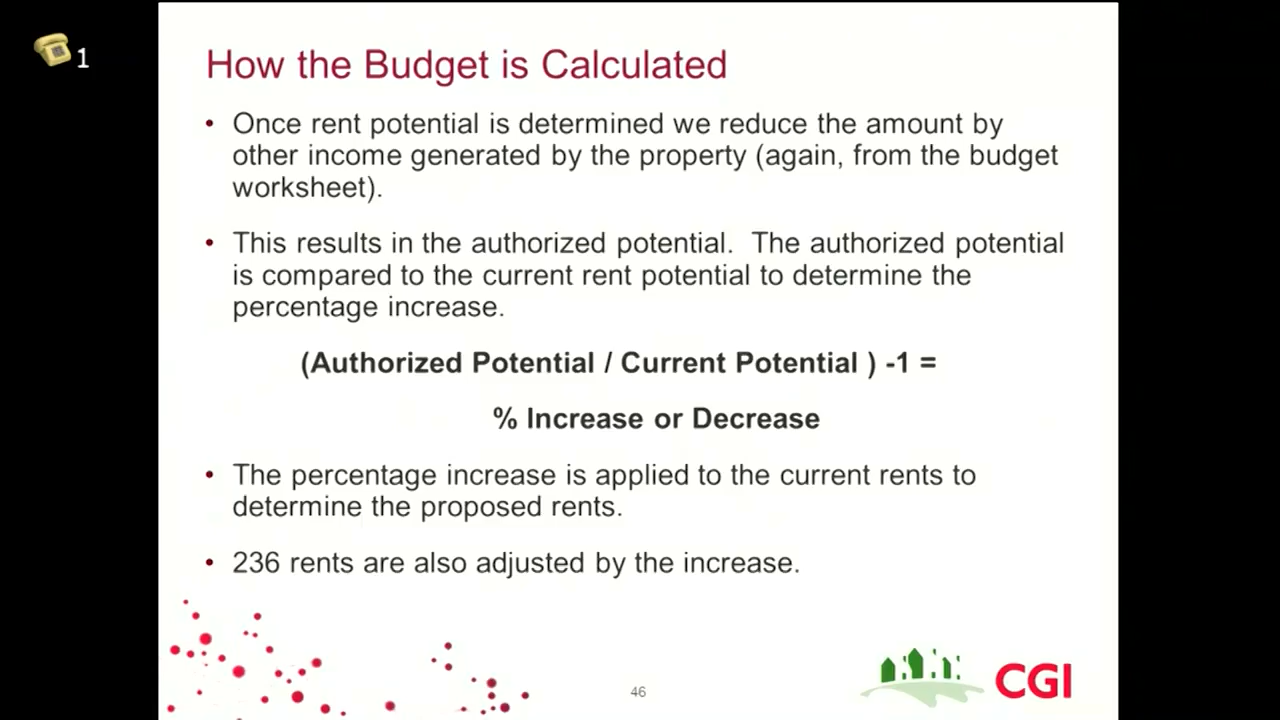 1
How the Budget is Calculated
• Once rent potential is determined we reduce the amount by
other income generated by the property (again, from the budget
worksheet).
• This results in the authorized potential.  The authorized potential
is compared to the current rent potential to determine the
percentage increase.
(Authorized Potential / Current Potential ) -1 =
% Increase or Decrease
• The percentage increase is applied to the current rents to
determine the proposed rents.
• 236 rents are also adjusted by the increase.
46
CGI